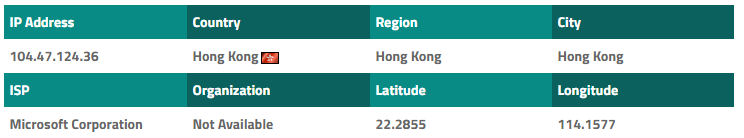 IP Address Country Region City
104.47.124.36 Hong Kong Hong Kong Hong Kong
ISP Organization Latitude Longitude
Microsoft Corporation Not Available 22.2855 114.1577